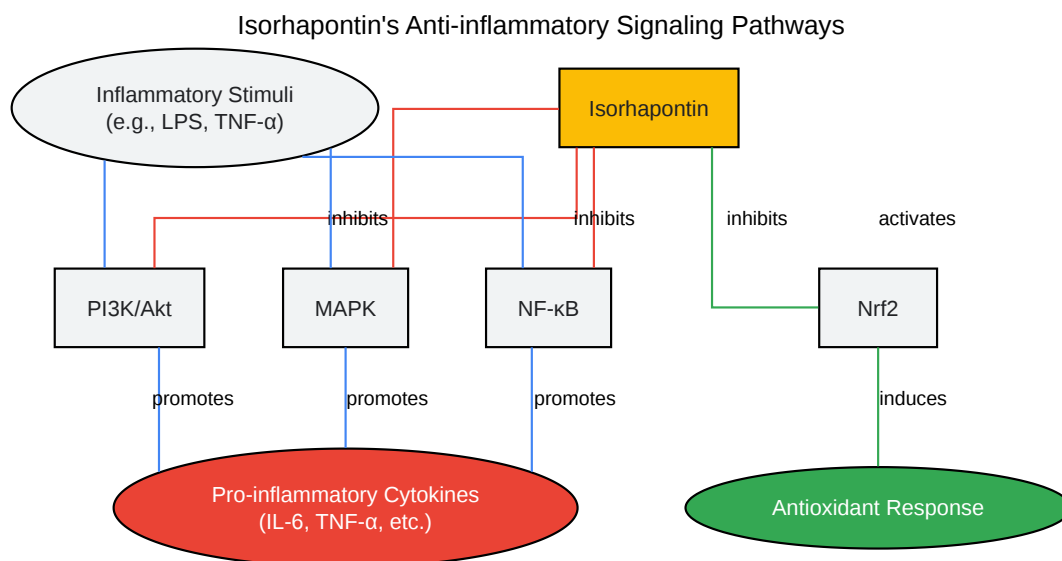 Isorhapontin's Anti-inflammatory Signaling Pathways
Inflammatory Stimuli
(e.g., LPS, TNF-α)
Isorhapontin
inhibits
inhibits
inhibits
activates
PI3K/Akt
MAPK
NF-κB
Nrf2
promotes
promotes
promotes
induces
Pro-inflammatory Cytokines
(IL-6, TNF-α, etc.)
Antioxidant Response